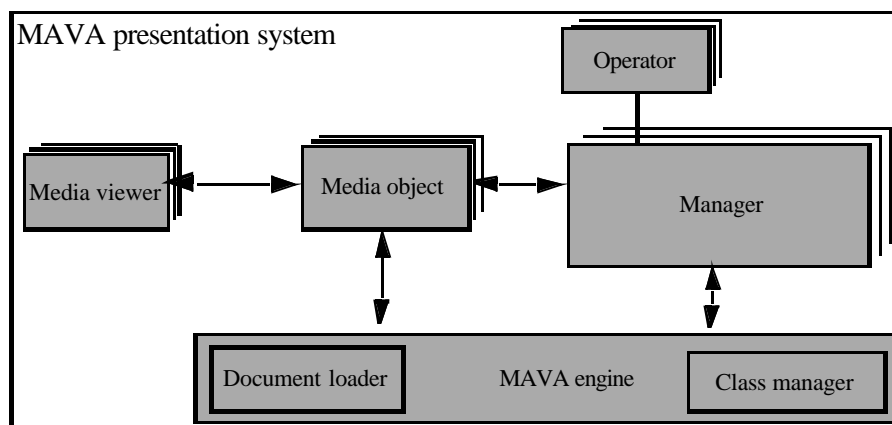 MAVA presentation system
Operator
Media viewer
Media object
Manager
Document loader
MAVA engine
Class manager